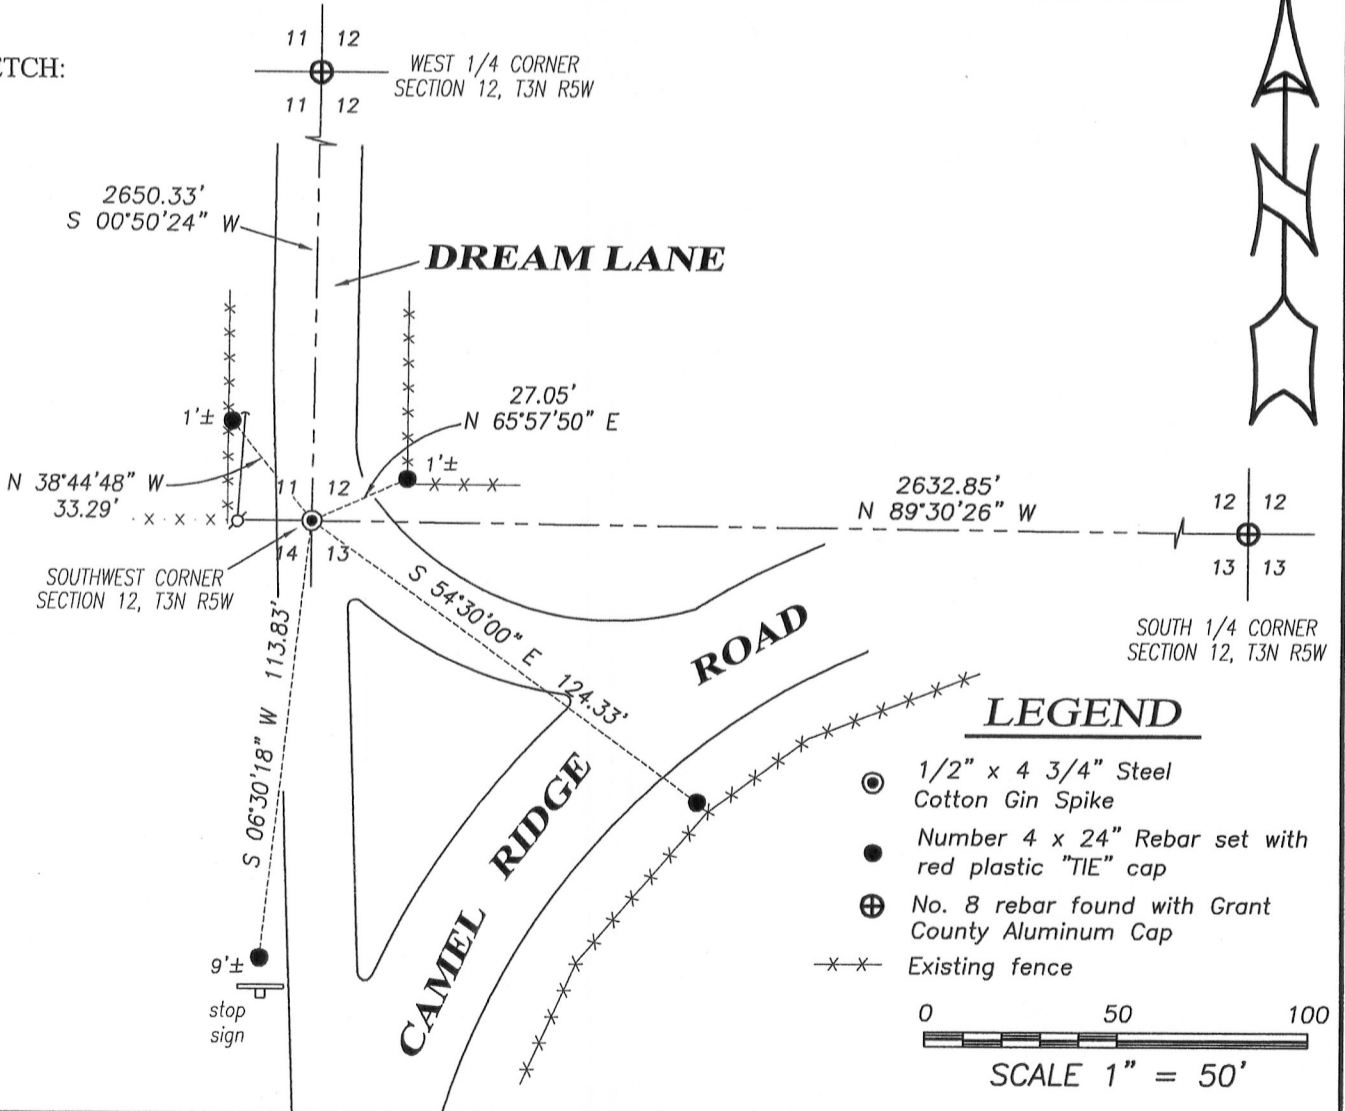 ETCH:
11 12
WEST 1/4 CORNER
SECTION 12, T3N R5W
11 12
2650.33'
S 00°50'24" W
DREAM LANE
27.05'
N 65°57'50" E
1'±
1'±
N 38°44'48" W
33.29'
11 12
14 13
SOUTHWEST CORNER
SECTION 12, T3N R5W
2632.85'
N 89°30'26" W
12 12
13 13
SOUTH 1/4 CORNER
SECTION 12, T3N R5W
S 54°30'00" E
124.33'
S 06°30'18" W 113.83'
CAMEL RIDGE ROAD
9'±
stop
sign
N
LEGEND
1/2" x 4 3/4" Steel
Cotton Gin Spike
Number 4 x 24" Rebar set with
red plastic "TIE" cap
No. 8 rebar found with Grant
County Aluminum Cap
Existing fence
0 50 100
SCALE 1" = 50'